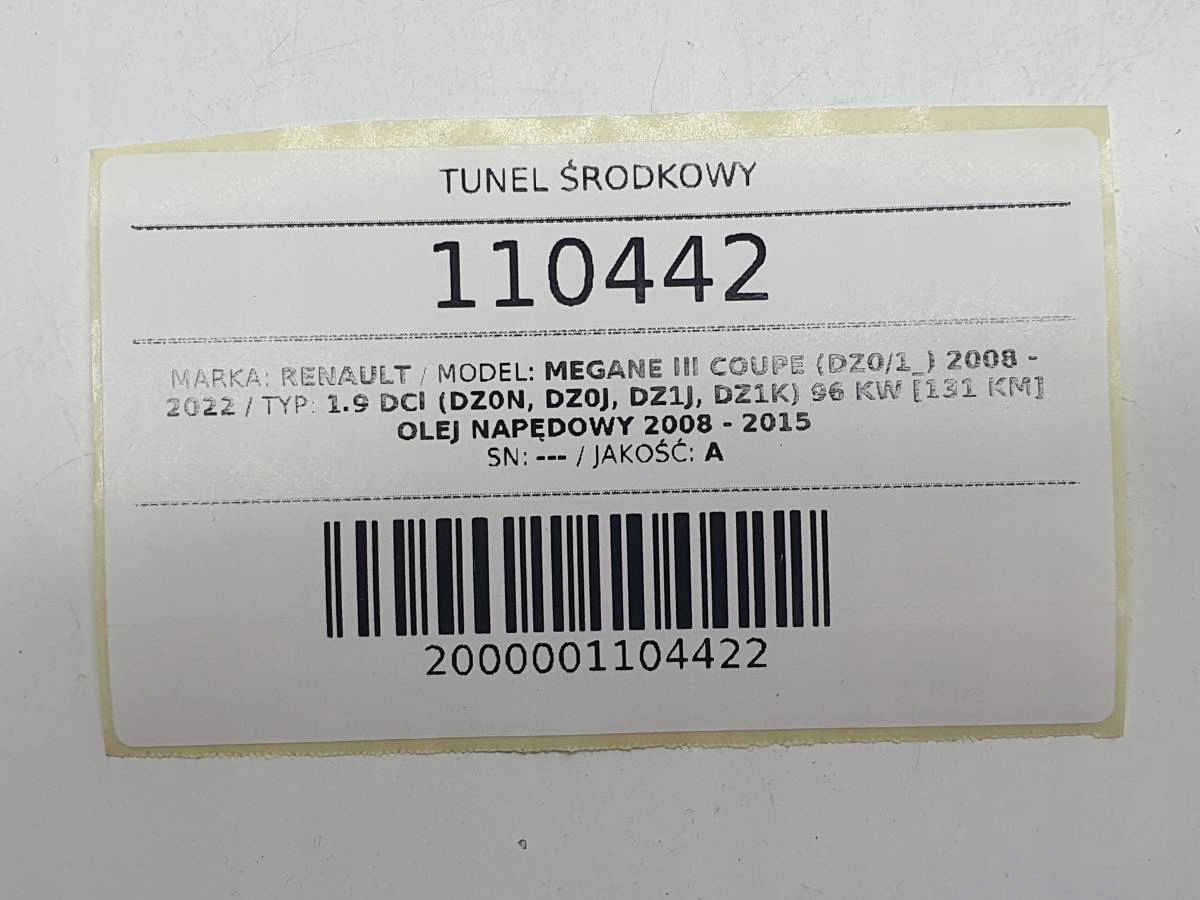 TUNEL ŚRODKOWY
110442
MARKA: RENAULT / MODEL: MEGANE III COUPE (DZ0/1_) 2008 -
2022 / TYP: 1.9 DCI (DZ0N, DZ0J, DZ1J, DZ1K) 96 KW [131 KM]
OLEJ NAPĘDOWY 2008 - 2015
SN: --- / JAKOŚĆ: A
2000001104422